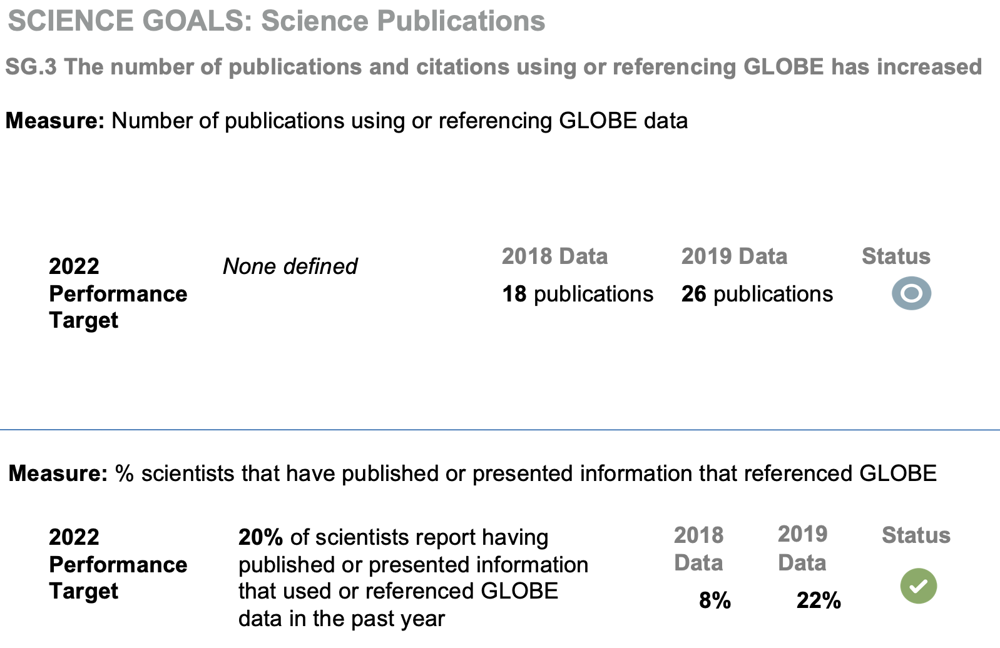 SCIENCE GOALS: Science Publications
SG.3 The number of publications and citations using or referencing GLOBE has increased
Measure: Number of publications using or referencing GLOBE data
2022
Performance
Target
None defined
2018 Data
18 publications
2019 Data
26 publications
Status
Measure: % scientists that have published or presented information that referenced GLOBE
2022
Performance
Target
20% of scientists report having
published or presented information
that used or referenced GLOBE
data in the past year
2018
Data
8%
2019
Data
22%
Status